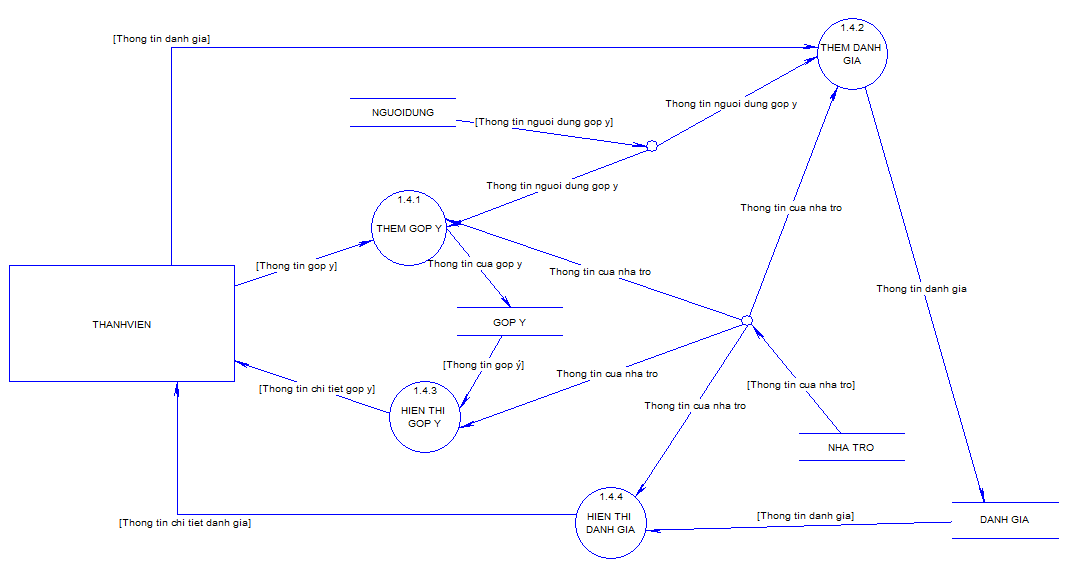 1.4.2
THEM DANH
GIA
[Thong tin danh gia]
Thong tin nguoi dung gop y
NGUOIDUNG
[Thong tin nguoi dung gop y]
Thong tin nguoi dung gop y
1.4.1
THEM GOP Y
Thong tin cua nha tro
[Thong tin gop y]
Thong tin cua gop y
Thong tin cua nha tro
Thong tin danh gia
THANHVIEN
GOP Y
[Thong tin gop ý]
Thong tin cua nha tro
[Thong tin chi tiet gop y]
[Thong tin cua nha tro]
1.4.3
HIEN THI
GOP Y
Thong tin cua nha tro
NHA TRO
1.4.4
HIEN THI
DANH GIA
[Thong tin chi tiet danh gia]
[Thong tin danh gia]
DANH GIA